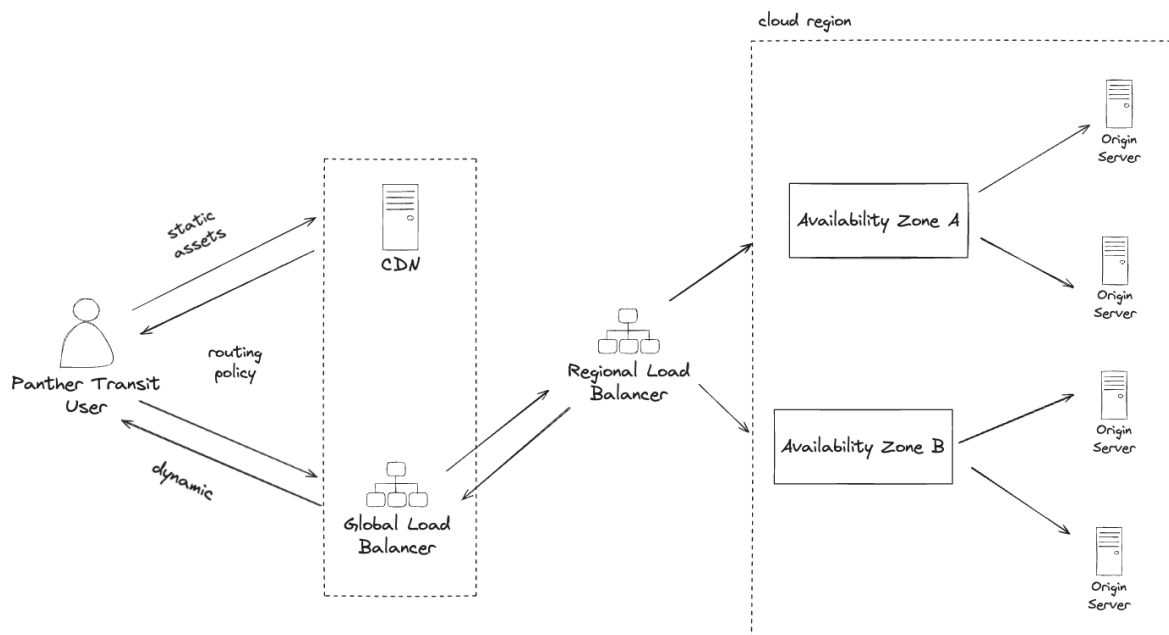 cloud region
Origin
Server
static
assets
CDN
Availability Zone A
Origin
Server
Panther Transit
User
routing
policy
Regional Load
Balancer
Origin
Server
dynamic
Availability Zone B
Global Load
Balancer
Origin
Server